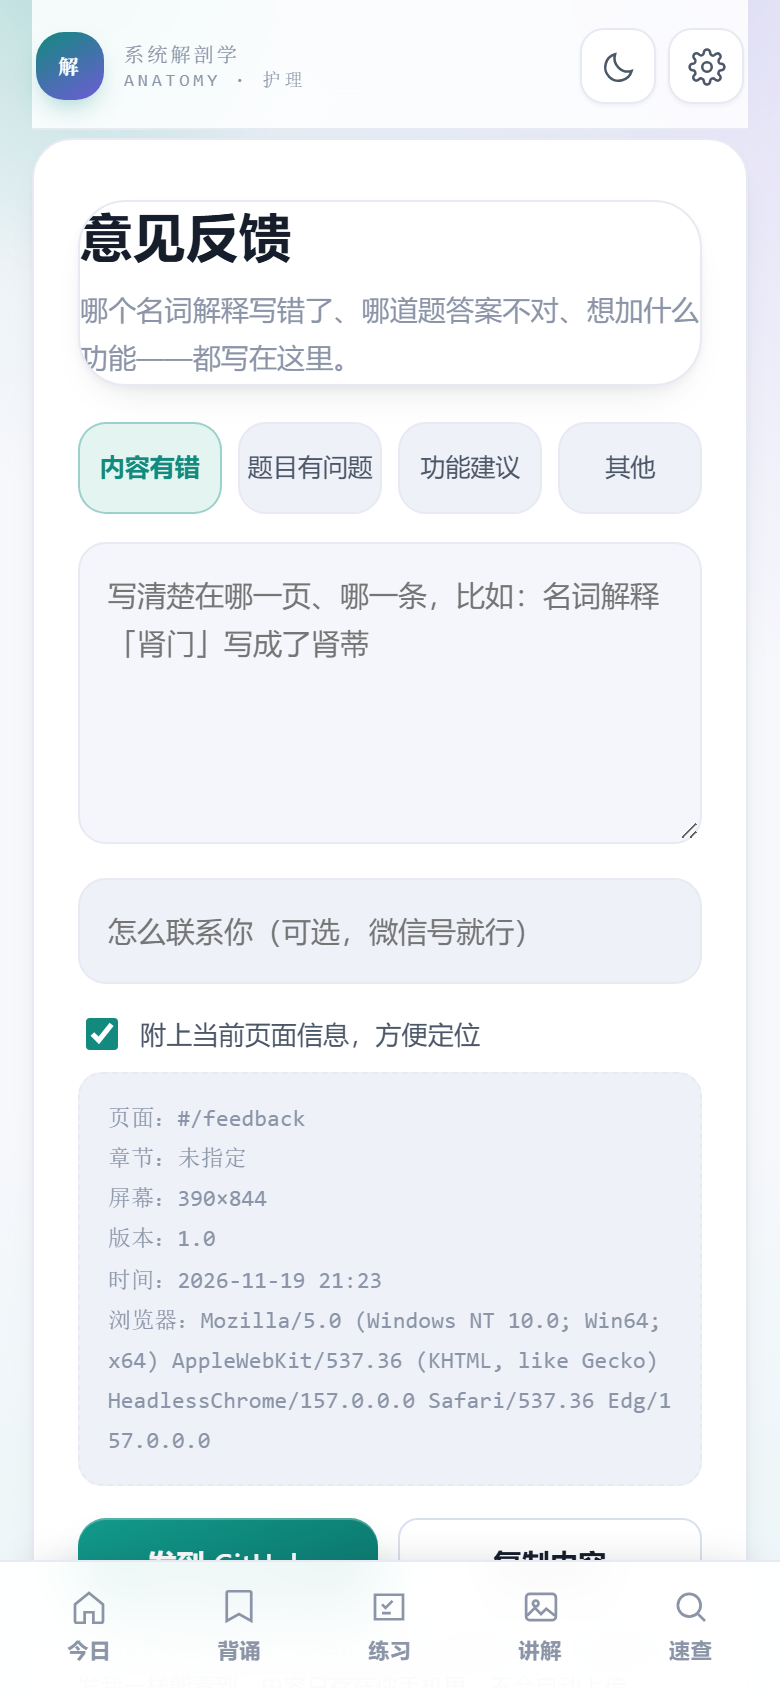 解
系统解剖学
ANATOMY · 护理
意见反馈
哪个名词解释写错了、哪道题答案不对、想加什么
功能——都写在这里。
内容有错
题目有问题
功能建议
其他
写清楚在哪一页、哪一条，比如：名词解释
「肾门」写成了肾蒂
怎么联系你（可选，微信号就行）
附上当前页面信息，方便定位
页面：#/feedback
章节：未指定
屏幕：390×844
版本：1.0
时间：2026-11-19 21:23
浏览器：Mozilla/5.0 (Windows NT 10.0; Win64;
x64) AppleWebKit/537.36 (KHTML, like Gecko)
HeadlessChrome/157.0.0.0 Safari/537.36 Edg/1
57.0.0.0
发到 GitHub
复制内容
今日
背诵
练习
讲解
速查